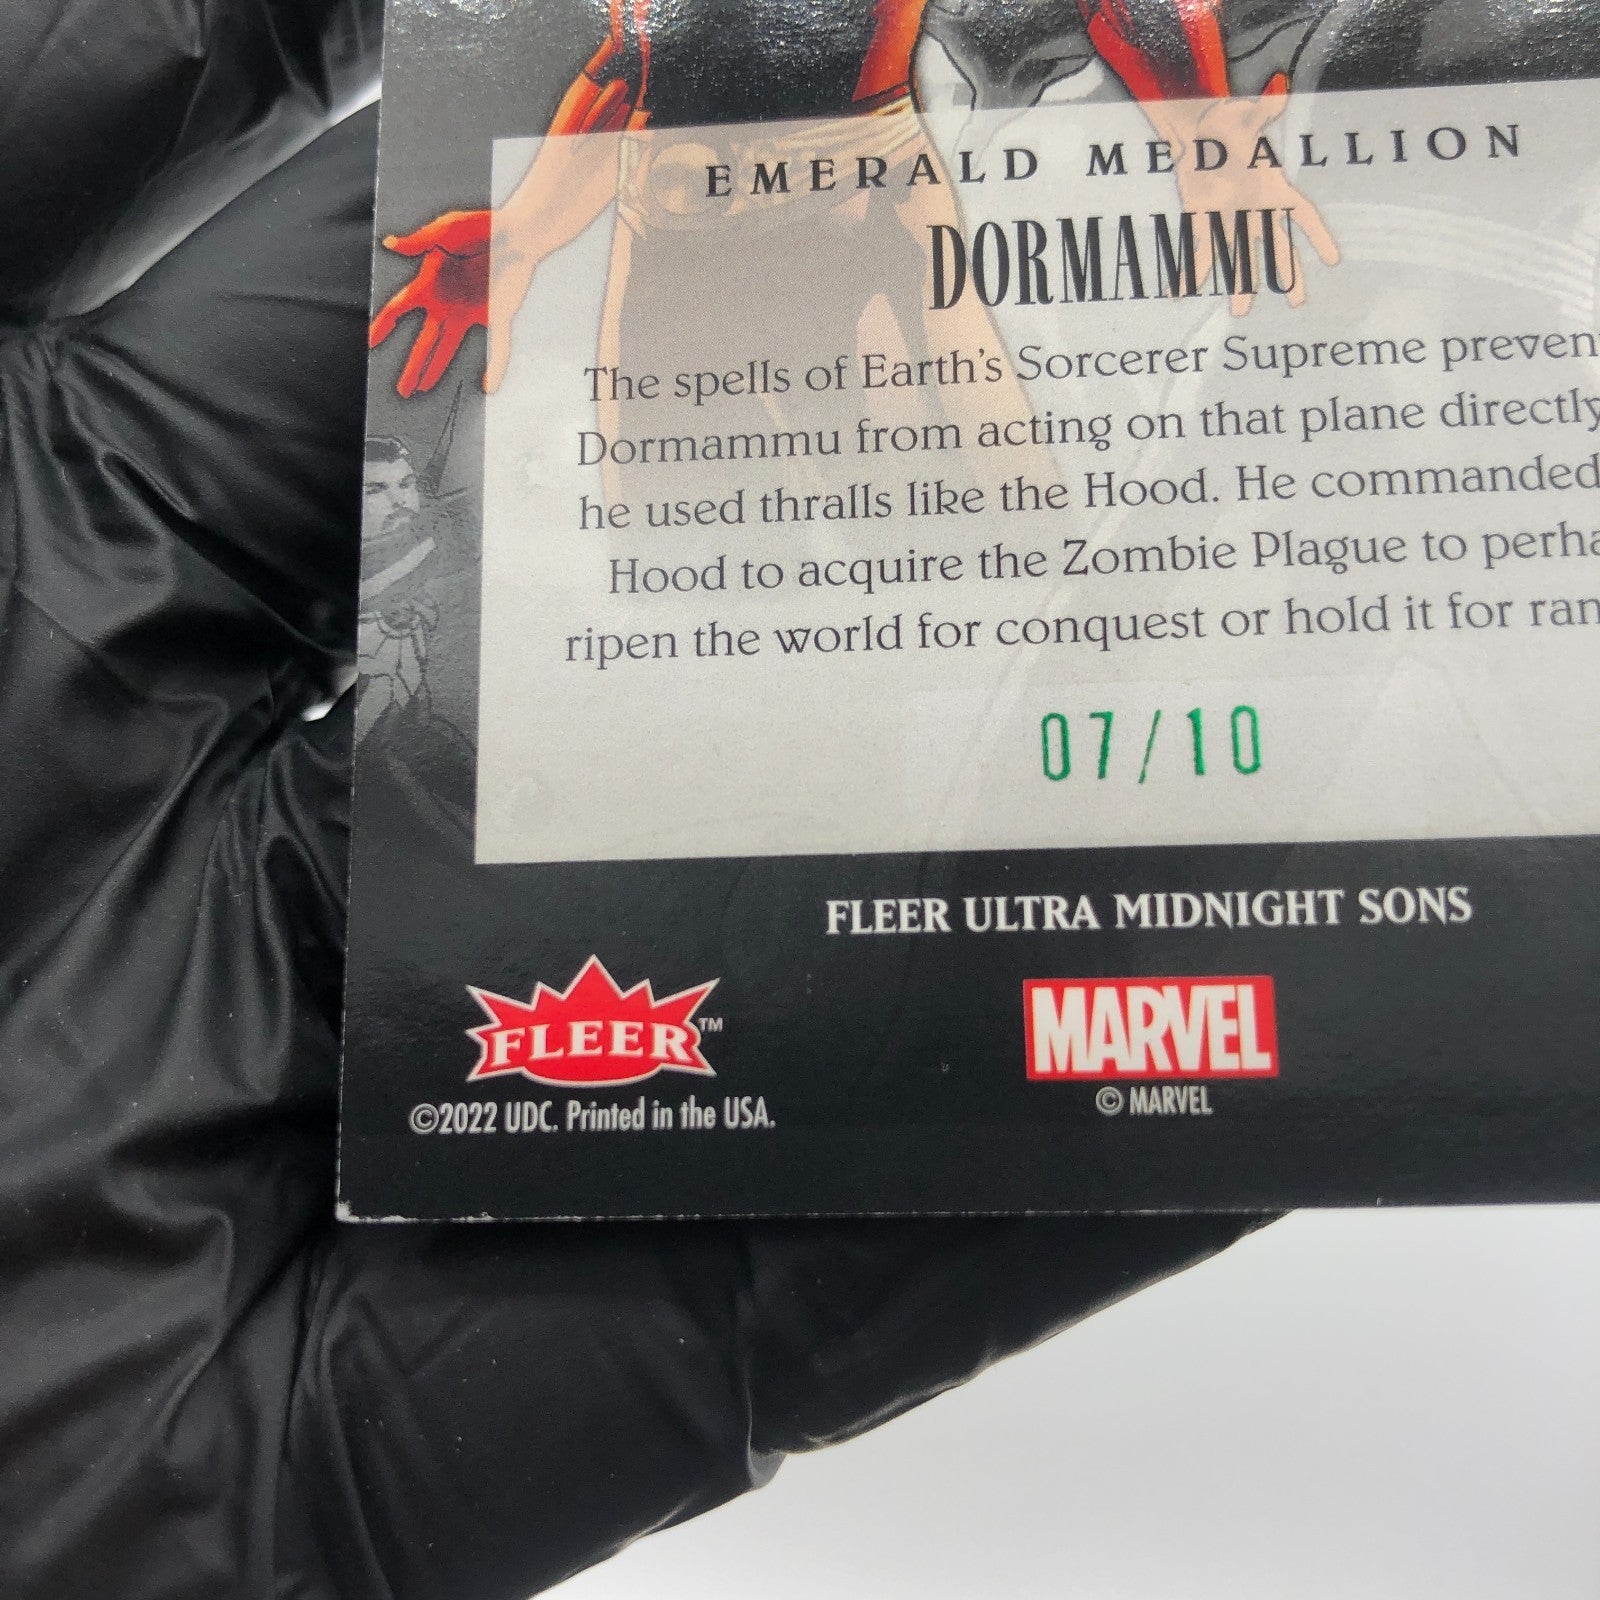 EMERALD MEDALLION
DORMAMMU
The spells of Earth's Sorcerer Supreme preven
Dormammu from acting on that plane directly
he used thralls like the Hood. He commanded
Hood to acquire the Zombie Plague to perha
ripen the world for conquest or hold it for ran
07/10
FLEER ULTRA MIDNIGHT SONS
FLEER™
MARVEL
©2022 UDC. Printed in the USA.
© MARVEL